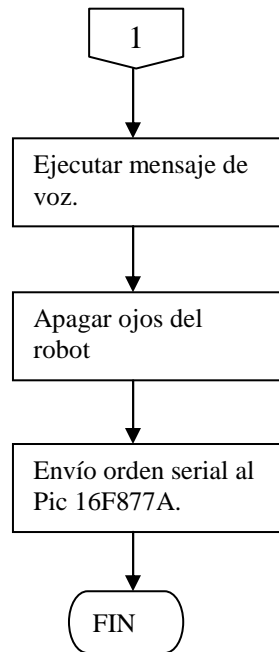 1
Ejecutar mensaje de
voz.
Apagar ojos del
robot
Envío orden serial al
Pic 16F877A.
FIN